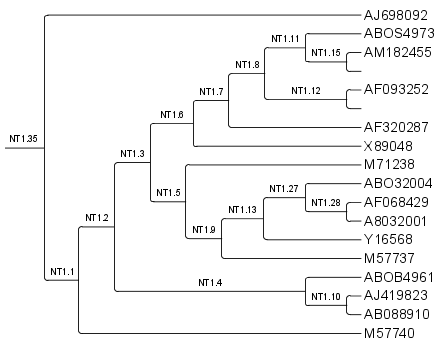 AJ698092
ABOS4973
NT1.11
AM182455
NT1.15
NT1.8
AF093252
NT1.12
NT1.7
AF320287
NT1.6
NT1.35
X89048
NT1.3
M71238
ABO32004
NT1.27
NT1.5
AF068429
NT1.28
NT1.13
A8032001
NT1.2
Y16568
NT1.9
M57737
NT1.1
ABOB4961
NT1.4
AJ419823
NT1.10
AB088910
M57740